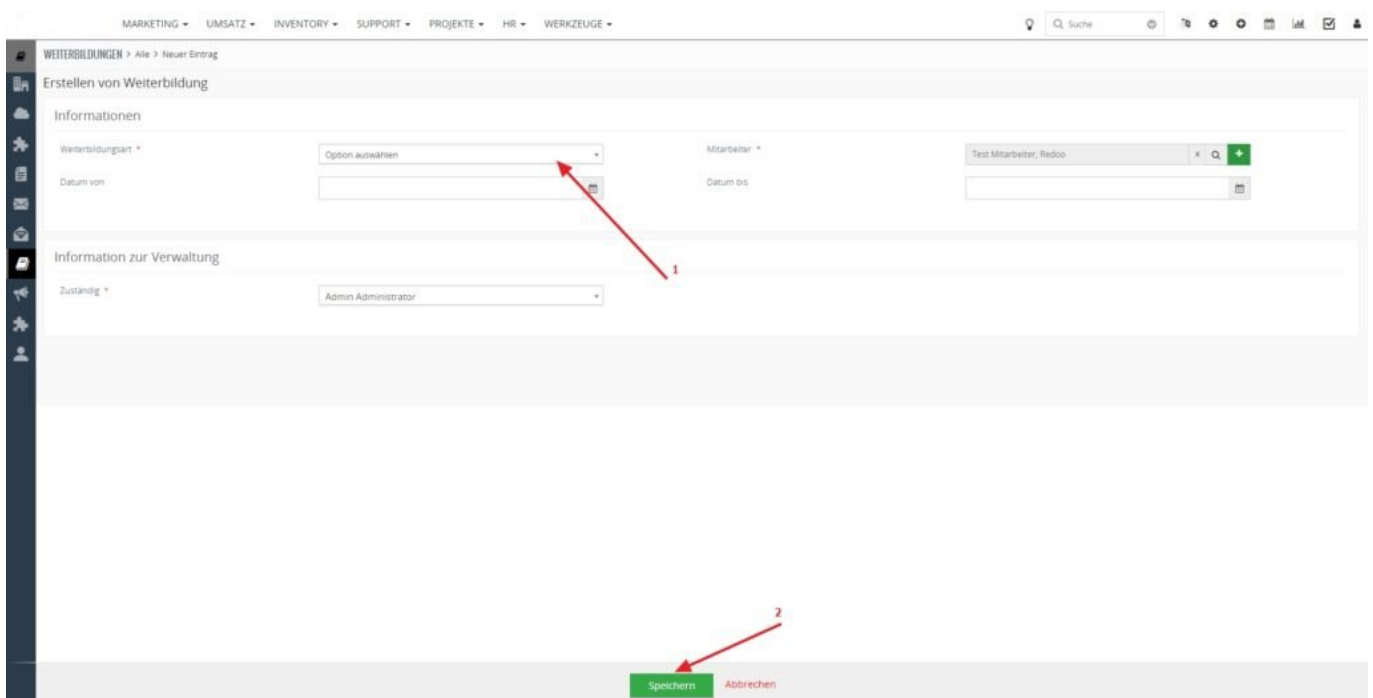 MARKETING UMSATZ INVENTORY SUPPORT PROJEKTE HR WERKZEUGE Suche
WEITERBILDUNGEN > Alle > Neuer Eintrag
Erstellen von Weiterbildung
Informationen
Weiterbildungsart * Option auswählen Mitarbeiter * Test Mitarbeiter, Redoo x +
Datum von Datum bis
1
Information zur Verwaltung
Zuständig * Admin Administrator
2
Speichern Abbrechen